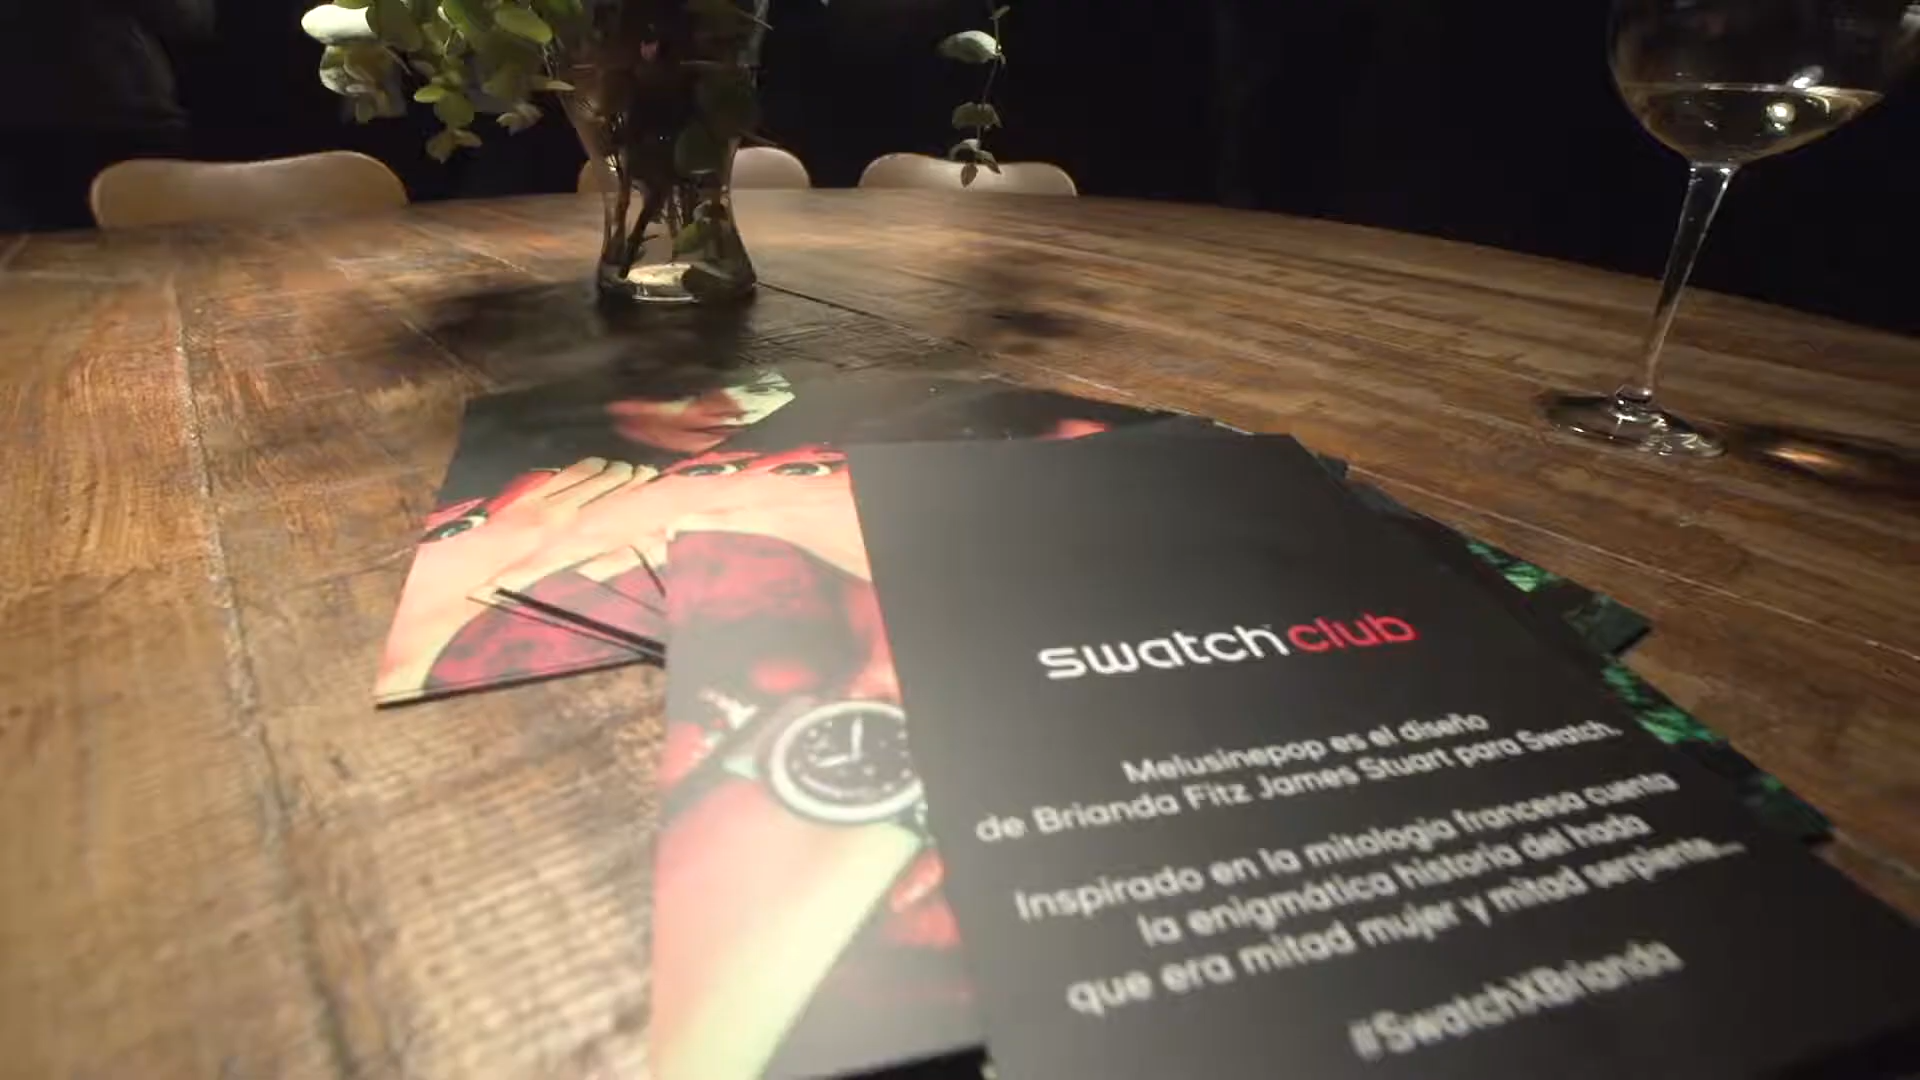 swatch club
Melusinepop es el diseño
de Brianda Fitz James Stuart para Swatch.
Inspirado en la mitología francesa cuenta
la enigmática historia del hada
que era mitad mujer y mitad serpiente...
#SwatchXBrianda